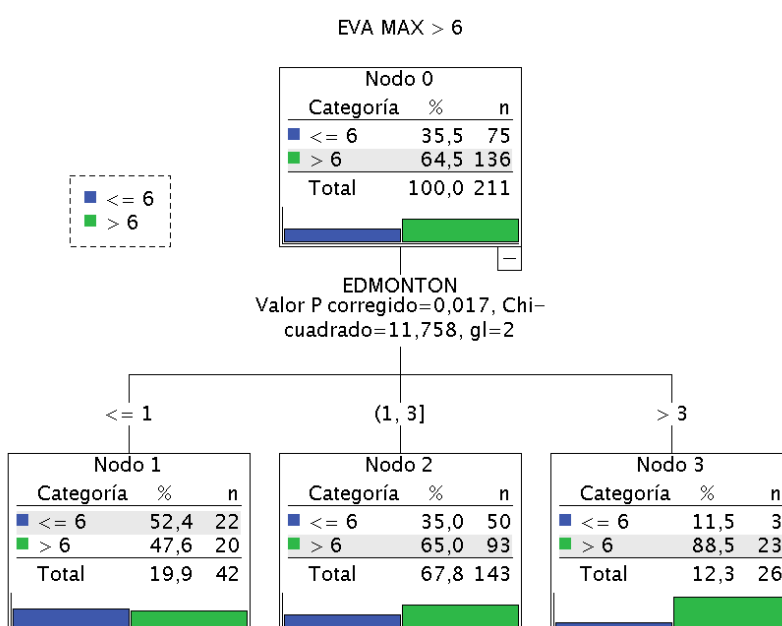 EVA MAX > 6
Nodo 0
Categoría % n
<= 6 35,5 75
> 6 64,5 136
Total 100,0 211
<= 6
> 6
EDMONTON
Valor P corregido=0,017, Chi-
cuadrado=11,758, gl=2
<= 1
(1, 3]
> 3
Nodo 1
Categoría % n
<= 6 52,4 22
> 6 47,6 20
Total 19,9 42
Nodo 2
Categoría % n
<= 6 35,0 50
> 6 65,0 93
Total 67,8 143
Nodo 3
Categoría % n
<= 6 11,5 3
> 6 88,5 23
Total 12,3 26